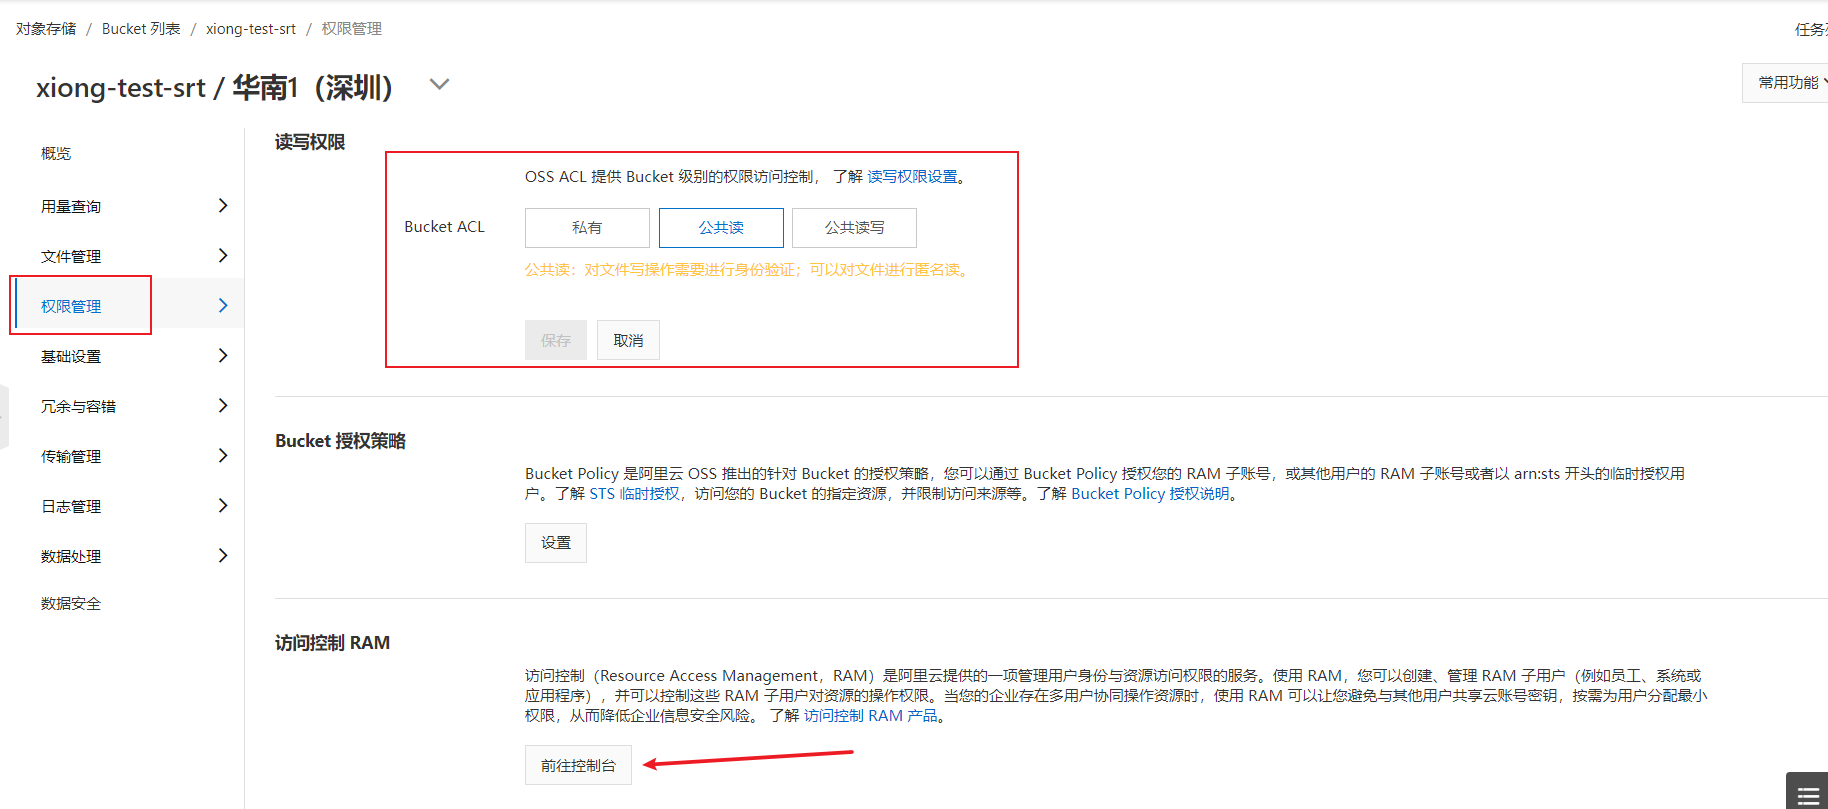 对象存储 / Bucket 列表 / xiong-test-srt / 权限管理
任务列
xiong-test-srt / 华南1（深圳）
常用功能
概览
用量查询
文件管理
权限管理
基础设置
冗余与容错
传输管理
日志管理
数据处理
数据安全
读写权限
OSS ACL 提供 Bucket 级别的权限访问控制， 了解 读写权限设置。
Bucket ACL
私有 公共读 公共读写
公共读：对文件写操作需要进行身份验证；可以对文件进行匿名读。
保存 取消
Bucket 授权策略
Bucket Policy 是阿里云 OSS 推出的针对 Bucket 的授权策略，您可以通过 Bucket Policy 授权您的 RAM 子账号，或其他用户的 RAM 子账号或者以 arn:sts 开头的临时授权用
户。了解 STS 临时授权，访问您的 Bucket 的指定资源，并限制访问来源等。了解 Bucket Policy 授权说明。
设置
访问控制 RAM
访问控制（Resource Access Management，RAM）是阿里云提供的一项管理用户身份与资源访问权限的服务。使用 RAM，您可以创建、管理 RAM 子用户（例如员工、系统或
应用程序），并可以控制这些 RAM 子用户对资源的操作权限。当您的企业存在多用户协同操作资源时，使用 RAM 可以让您避免与其他用户共享云账号密钥，按需为用户分配最小
权限，从而降低企业信息安全风险。 了解 访问控制 RAM 产品。
前往控制台